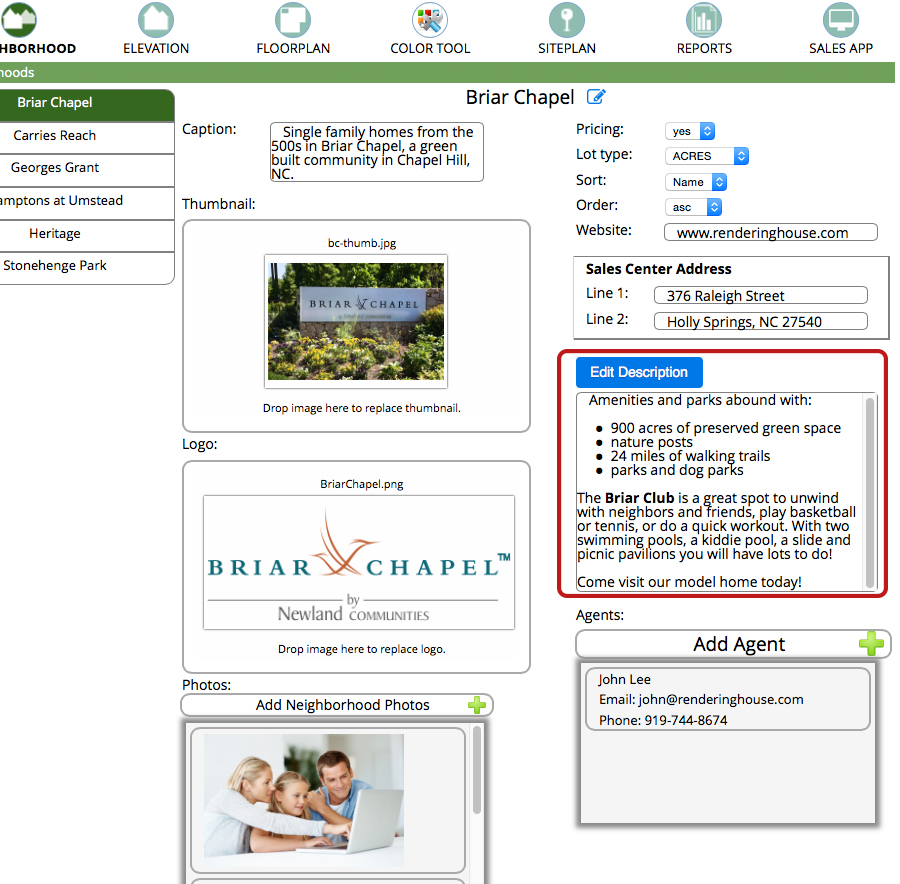 HBORHOOD
ELEVATION
FLOORPLAN
COLOR TOOL
SITEPLAN
REPORTS
SALES APP
hoods
Briar Chapel
Carries Reach
Georges Grant
amptons at Umstead
Heritage
Stonehenge Park
Briar Chapel
Caption:
Single family homes from the
500s in Briar Chapel, a green
built community in Chapel Hill,
NC.
Thumbnail:
bc-thumb.jpg
BRIAR CHAPEL
Drop image here to replace thumbnail.
Logo:
BriarChapel.png
BRIAR CHAPEL™
by
Newland COMMUNITIES
Drop image here to replace logo.
Photos:
Add Neighborhood Photos
Pricing:
yes
Lot type:
ACRES
Sort:
Name
Order:
asc
Website:
www.renderinghouse.com
Sales Center Address
Line 1:
376 Raleigh Street
Line 2:
Holly Springs, NC 27540
Edit Description
Amenities and parks abound with:
● 900 acres of preserved green space
● nature posts
● 24 miles of walking trails
● parks and dog parks
The Briar Club is a great spot to unwind
with neighbors and friends, play basketball
or tennis, or do a quick workout. With two
swimming pools, a kiddie pool, a slide and
picnic pavilions you will have lots to do!
Come visit our model home today!
Agents:
Add Agent
John Lee
Email: john@renderinghouse.com
Phone: 919-744-8674